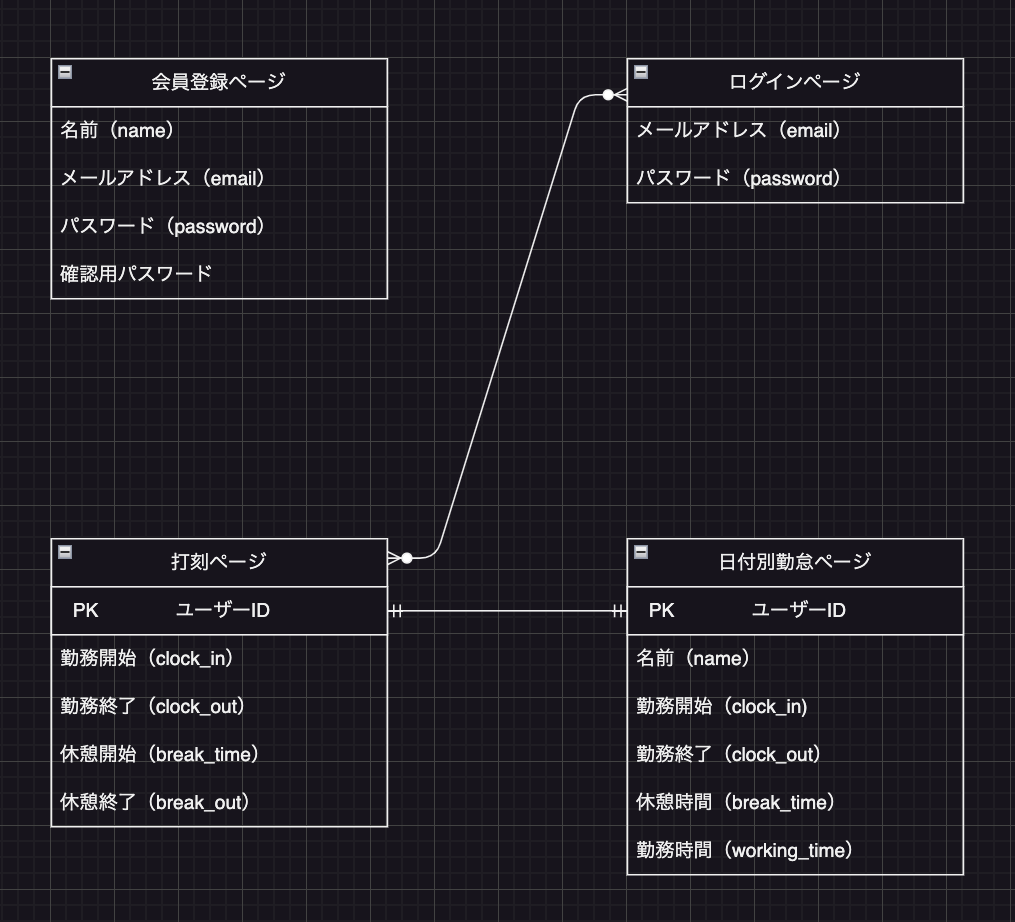 会員登録ページ
名前（name）
メールアドレス（email）
パスワード（password）
確認用パスワード
ログインページ
メールアドレス（email）
パスワード（password）
打刻ページ
PK ユーザーID
勤務開始（clock_in）
勤務終了（clock_out）
休憩開始（break_time）
休憩終了（break_out）
日付別勤怠ページ
PK ユーザーID
名前（name）
勤務開始（clock_in)
勤務終了（clock_out）
休憩時間（break_time）
勤務時間（working_time）